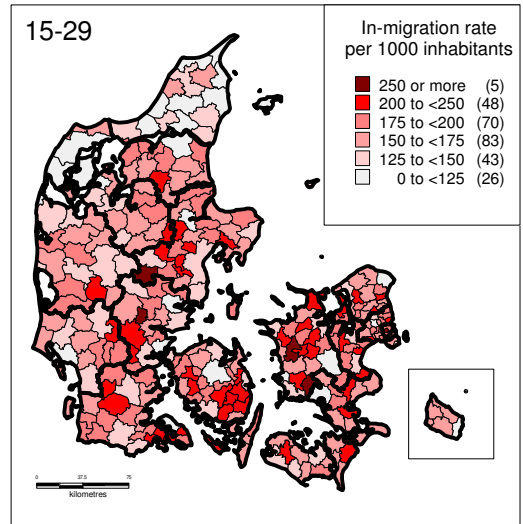 15-29
In-migration rate
per 1000 inhabitants
250 or more (5)
200 to <250 (48)
175 to <200 (70)
150 to <175 (83)
125 to <150 (43)
0 to <125 (26)
0 37.5 75
kilometres